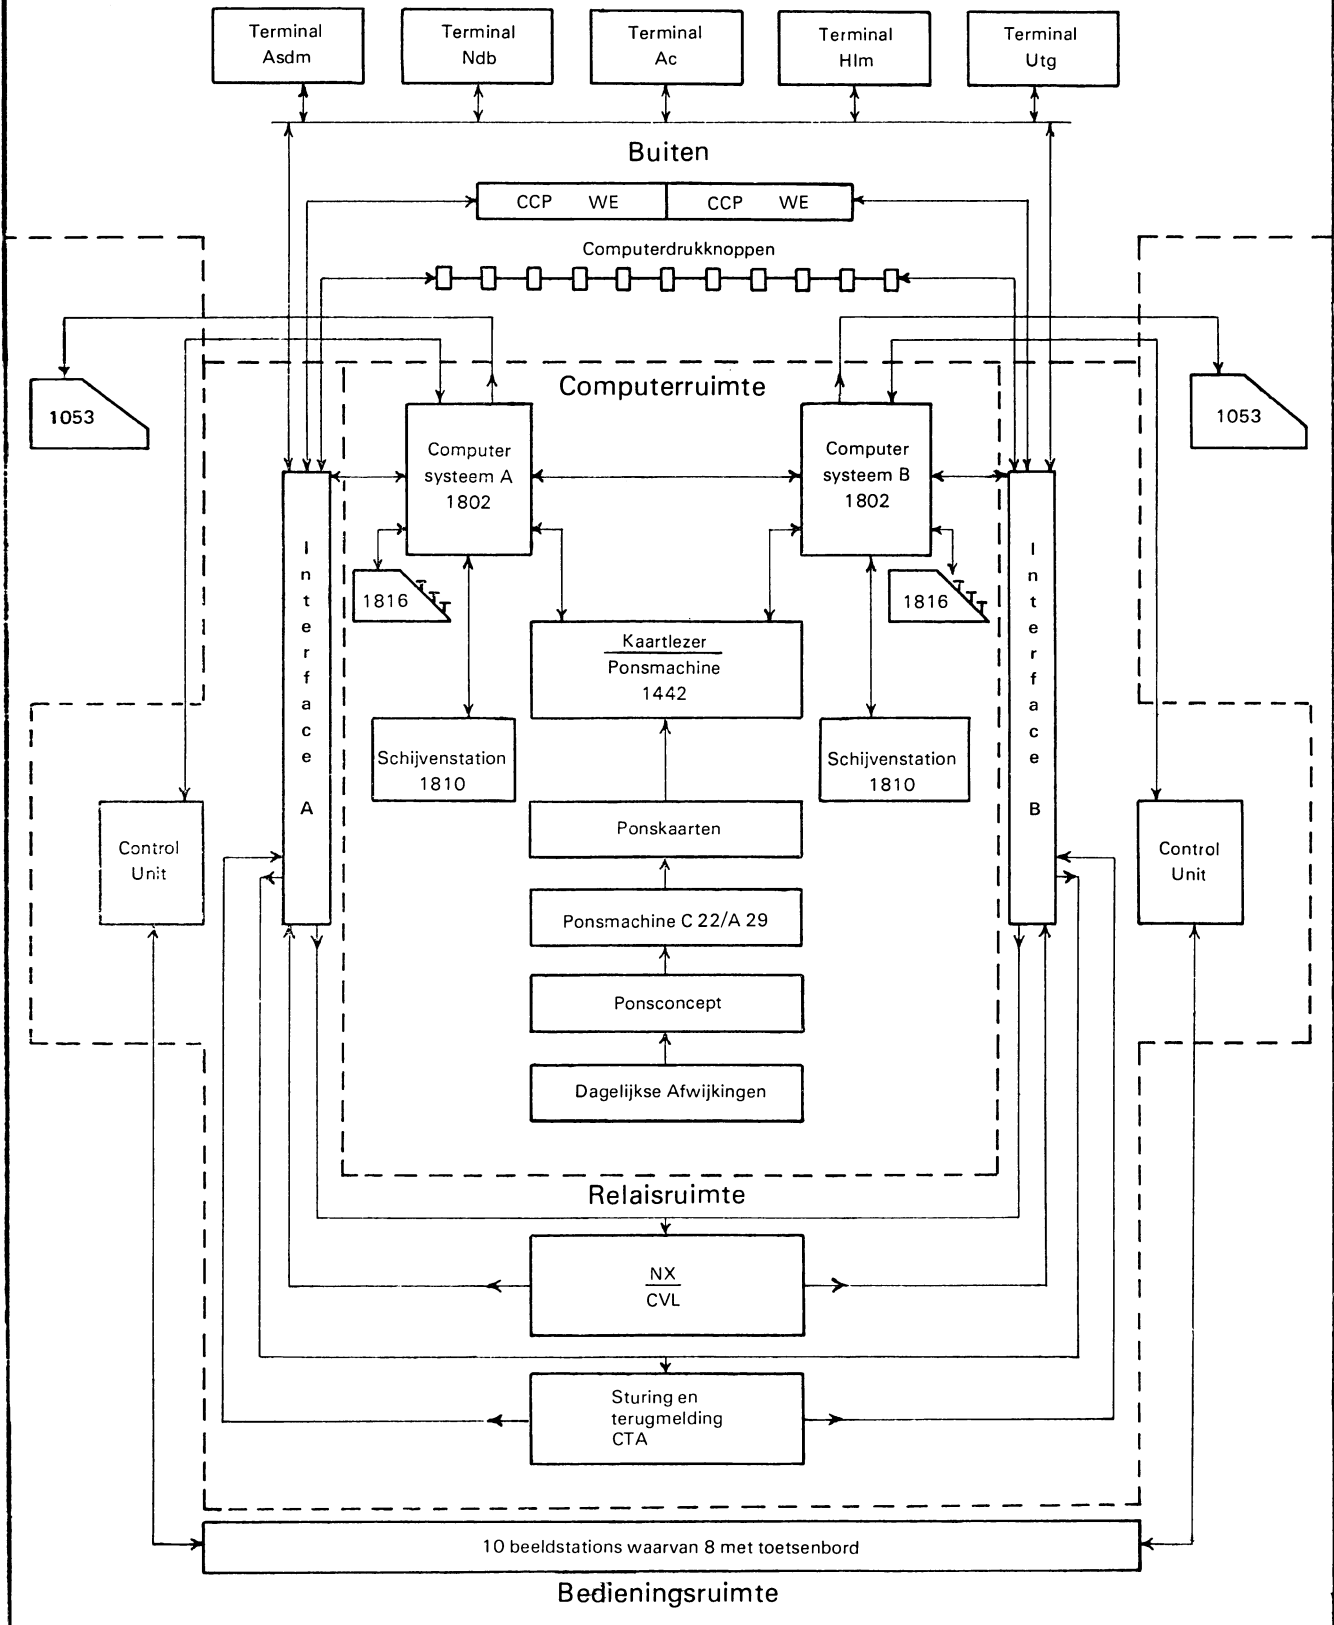 Terminal
Asdm
Terminal
Ndb
Terminal
Ac
Terminal
Hlm
Terminal
Utg
Buiten
CCP WE
CCP WE
Computerdrukknoppen
Computerruimte
1053
1053
Computer
systeem A
1802
Computer
systeem B
1802
Interface A
Interface B
1816
1816
Kaartlezer
Ponsmachine
1442
Schijvenstation
1810
Schijvenstation
1810
Ponskaarten
Control
Unit
Control
Unit
Ponsmachine C 22/A 29
Ponsconcept
Dagelijkse Afwijkingen
Relaisruimte
NX
CVL
Sturing en
terugmelding
CTA
10 beeldstations waarvan 8 met toetsenbord
Bedieningsruimte